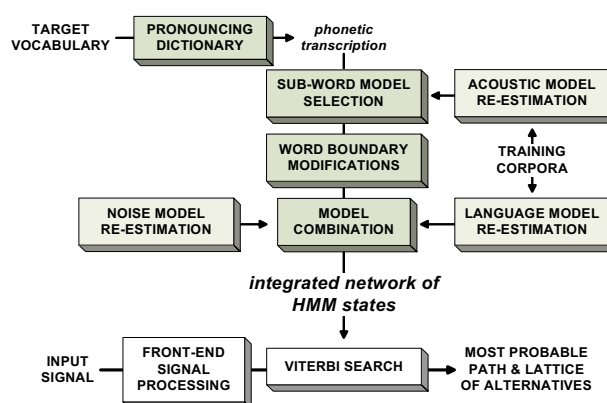 TARGET
VOCABULARY
PRONOUNCING
DICTIONARY
phonetic
transcription
SUB-WORD MODEL
SELECTION
ACOUSTIC MODEL
RE-ESTIMATION
WORD BOUNDARY
MODIFICATIONS
TRAINING
CORPORA
NOISE MODEL
RE-ESTIMATION
MODEL
COMBINATION
LANGUAGE MODEL
RE-ESTIMATION
integrated network of
HMM states
INPUT
SIGNAL
FRONT-END
SIGNAL
PROCESSING
VITERBI SEARCH
MOST PROBABLE
PATH & LATTICE
OF ALTERNATIVES